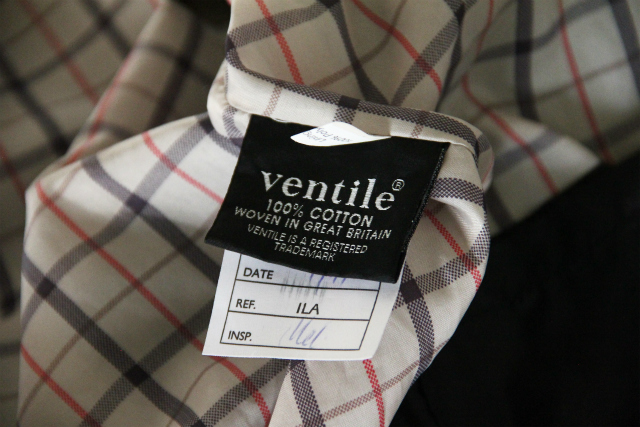 ventile®
100% COTTON
WOVEN IN GREAT BRITAIN
VENTILE IS A REGISTERED
TRADEMARK
DATE
REF. ILA
INSP.